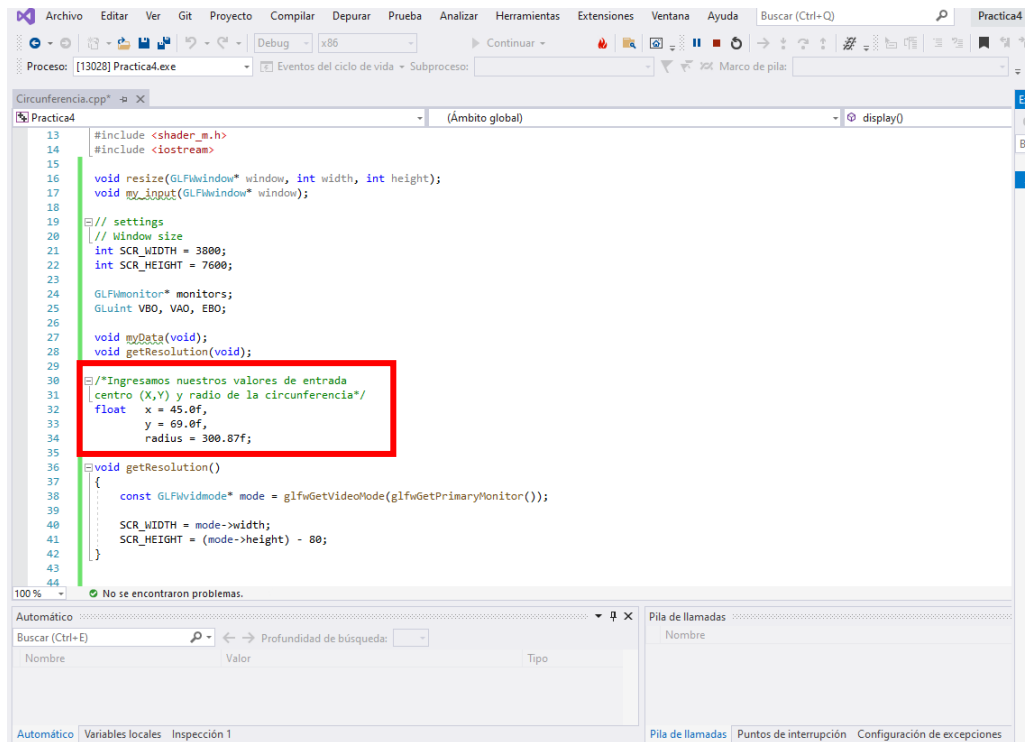 Archivo Editar Ver Git Proyecto Compilar Depurar Prueba Analizar Herramientas Extensiones Ventana Ayuda Buscar (Ctrl+Q) Practica4
Debug x86 Continuar
Proceso: [13028] Practica4.exe Eventos del ciclo de vida Subproceso: Marco de pila:
Circunferencia.cpp*
Practica4 (Ámbito global) display()
13 #include <shader_m.h>
14 #include <iostream>
15
16 void resize(GLFWwindow* window, int width, int height);
17 void my_input(GLFWwindow* window);
18
19 // settings
20 // Window size
21 int SCR_WIDTH = 3800;
22 int SCR_HEIGHT = 7600;
23
24 GLFWmonitor* monitors;
25 GLuint VBO, VAO, EBO;
26
27 void myData(void);
28 void getResolution(void);
29
30 /*Ingresamos nuestros valores de entrada
31 centro (X,Y) y radio de la circunferencia*/
32 float x = 45.0f,
33 y = 69.0f,
34 radius = 300.87f;
35
36 void getResolution()
37 {
38 const GLFWvidmode* mode = glfwGetVideoMode(glfwGetPrimaryMonitor());
39
40 SCR_WIDTH = mode->width;
41 SCR_HEIGHT = (mode->height) - 80;
42 }
43
44
100 % No se encontraron problemas.
Automático
Buscar (Ctrl+E) Profundidad de búsqueda:
Nombre Valor Tipo
Automático Variables locales Inspección 1
Pila de llamadas
Nombre
Pila de llamadas Puntos de interrupción Configuración de excepciones